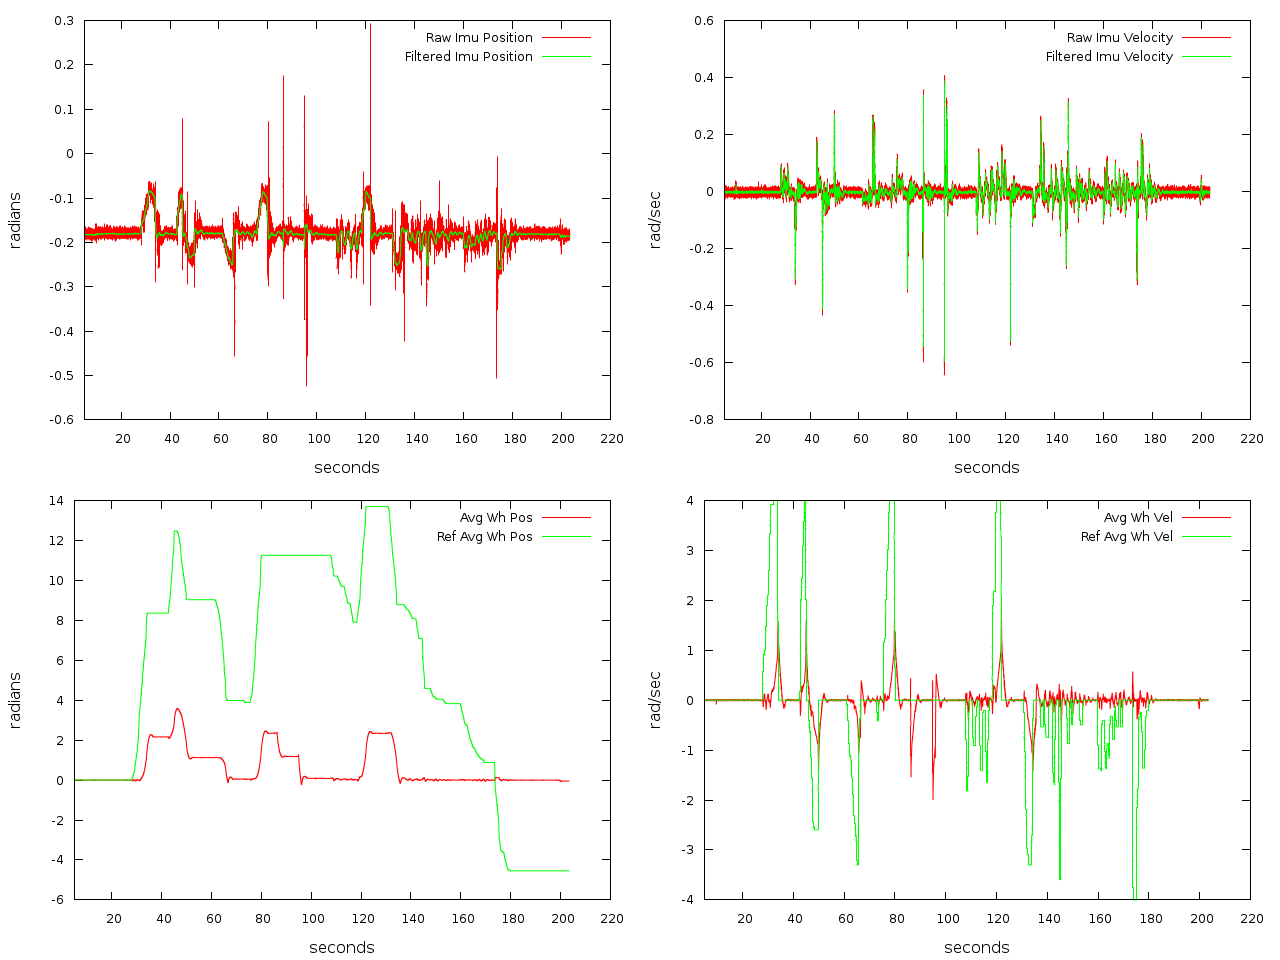 0.3
0.2
0.1
0
-0.1
-0.2
-0.3
-0.4
-0.5
-0.6
radians
Raw Imu Position
Filtered Imu Position
20 40 60 80 100 120 140 160 180 200 220
seconds
0.6
0.4
0.2
0
-0.2
-0.4
-0.6
-0.8
rad/sec
Raw Imu Velocity
Filtered Imu Velocity
20 40 60 80 100 120 140 160 180 200 220
seconds
14
12
10
8
6
4
2
0
-2
-4
-6
radians
Avg Wh Pos
Ref Avg Wh Pos
20 40 60 80 100 120 140 160 180 200 220
seconds
4
3
2
1
0
-1
-2
-3
-4
rad/sec
Avg Wh Vel
Ref Avg Wh Vel
20 40 60 80 100 120 140 160 180 200 220
seconds